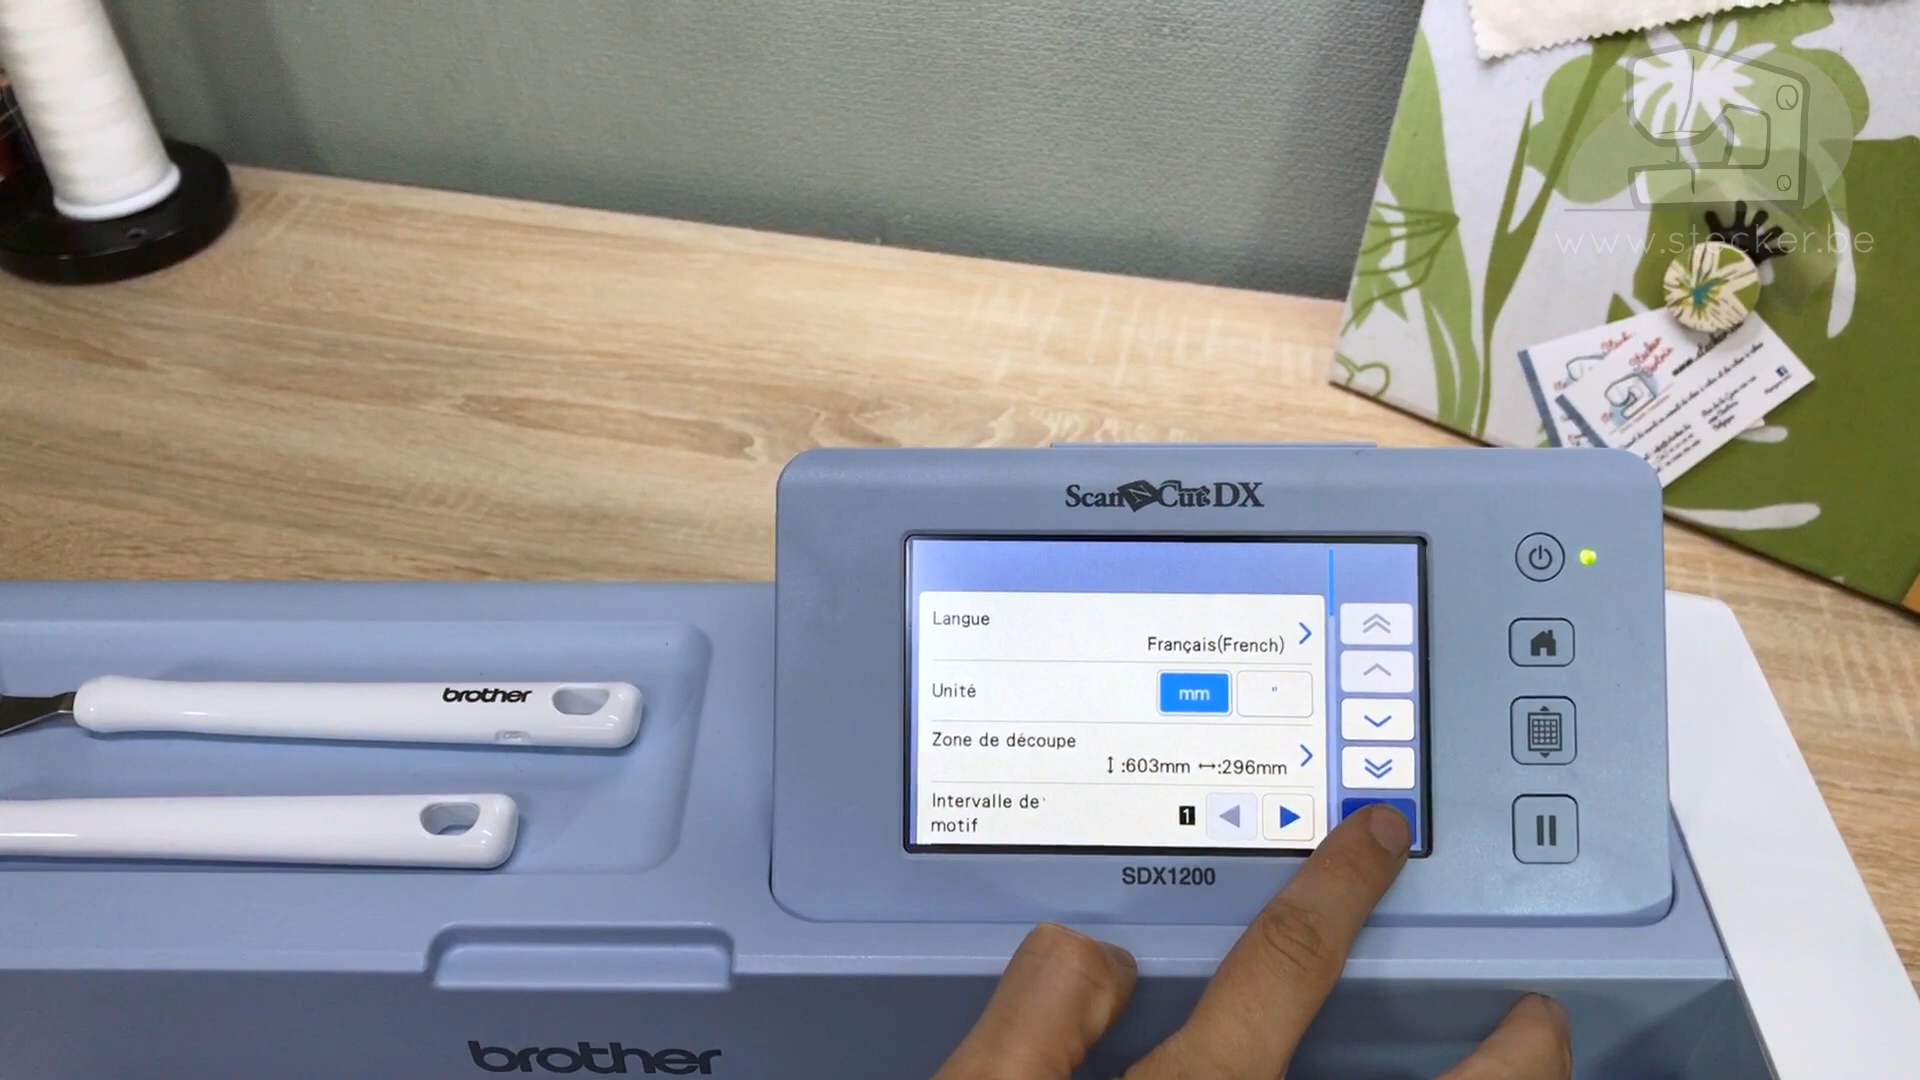 www.stecker.be
Stecker
ScanNCut DX
Langue
Français(French)
Unité
mm
"
Zone de découpe
↕:603mm ↔:296mm
Intervalle de
motif
1
SDX1200
brother
brother